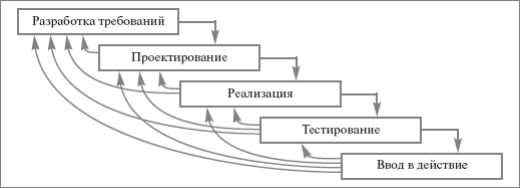 Разработка требований
Проектирование
Реализация
Тестирование
Ввод в действие